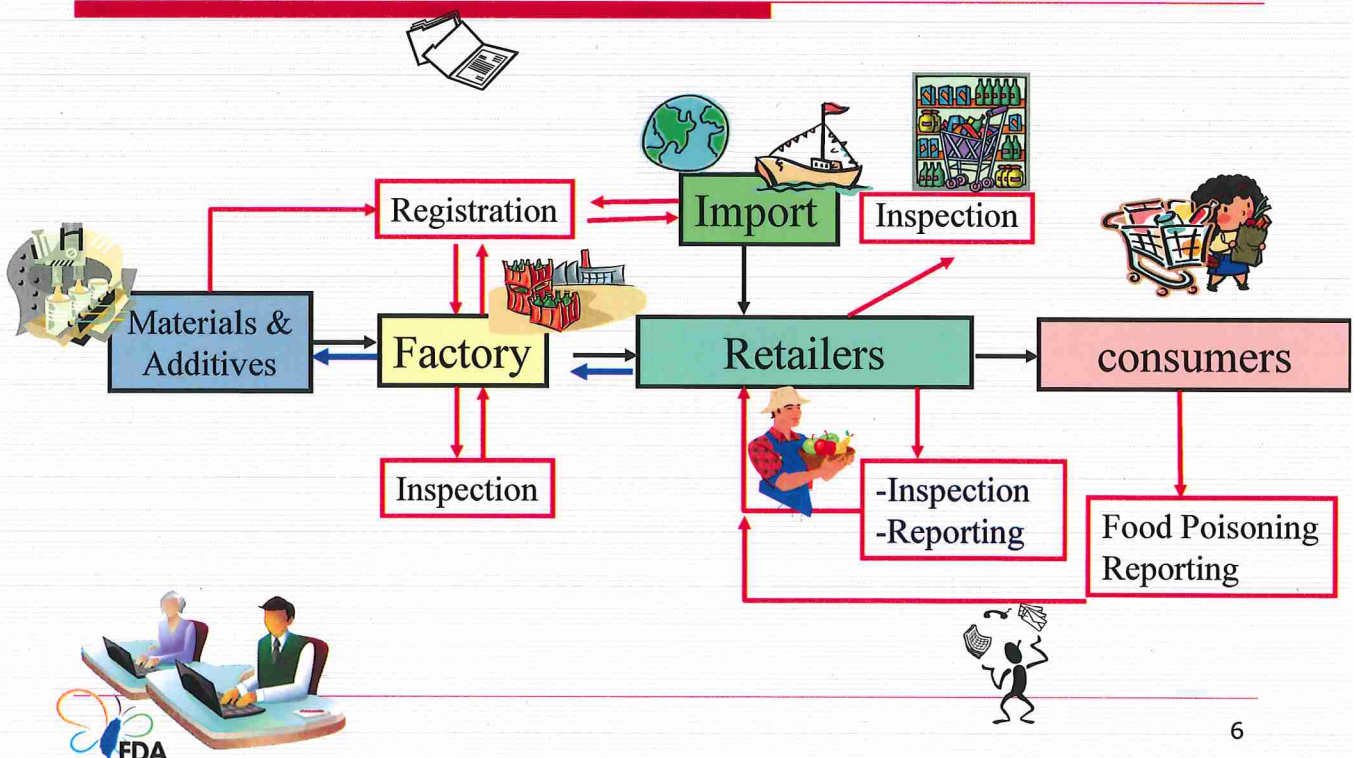 Registration
Import
Inspection
Materials &
Additives
Factory
Retailers
consumers
Inspection
-Inspection
-Reporting
Food Poisoning
Reporting
FDA
6